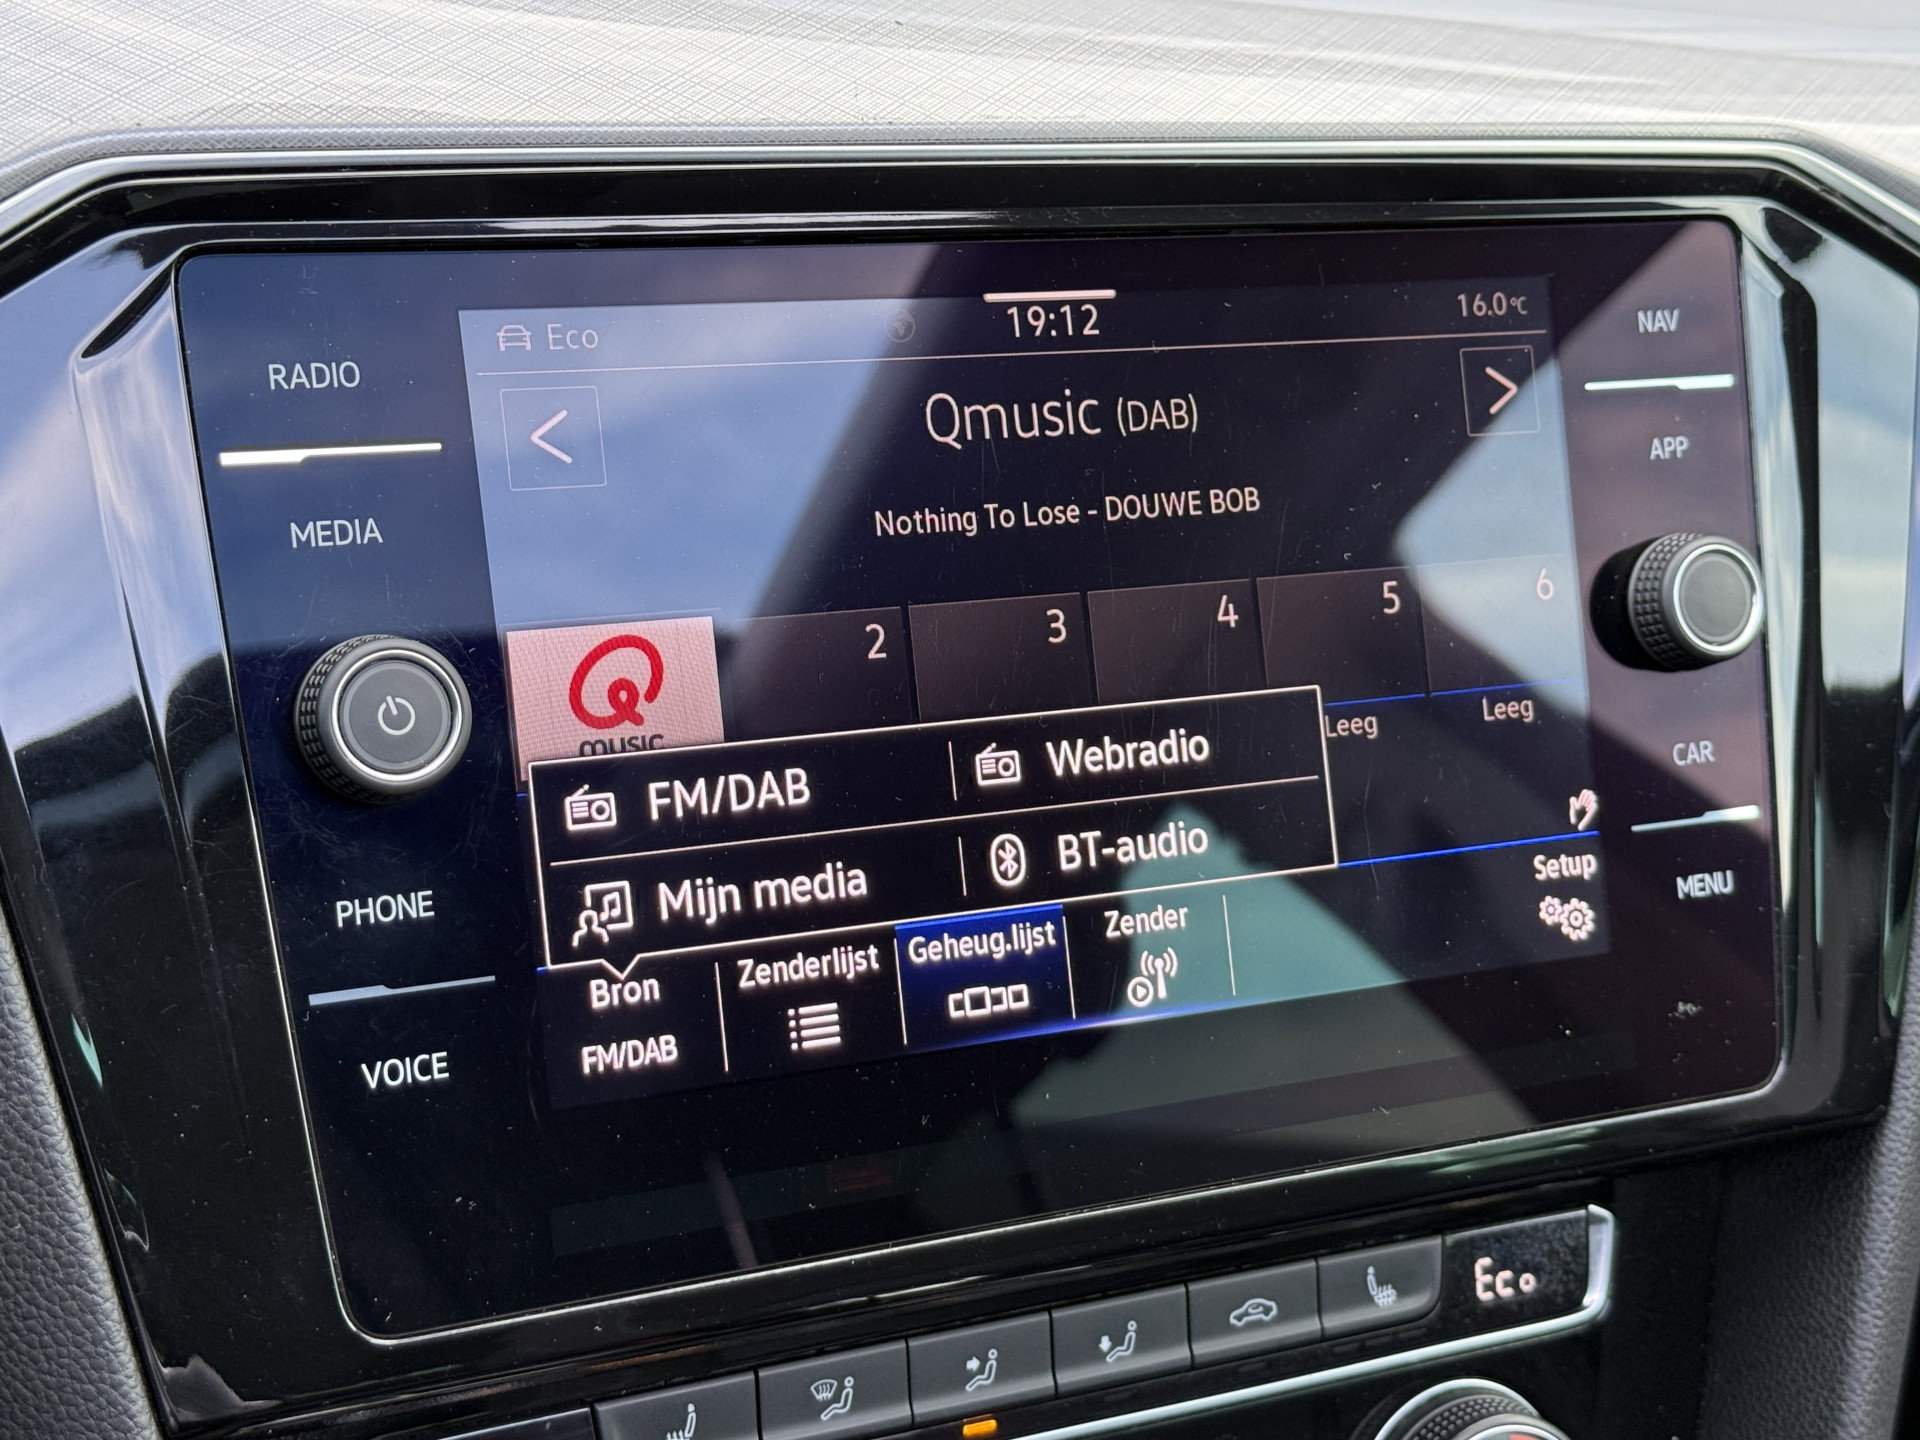 Eco
19:12
16.0°C
RADIO
MEDIA
PHONE
VOICE
Qmusic (DAB)
Nothing To Lose - DOUWE BOB
music
2
3
4
5
6
Leeg
Leeg
FM/DAB
Webradio
Mijn media
BT-audio
Bron
FM/DAB
Zenderlijst
Geheug.lijst
Zender
Setup
NAV
APP
CAR
MENU
Eco